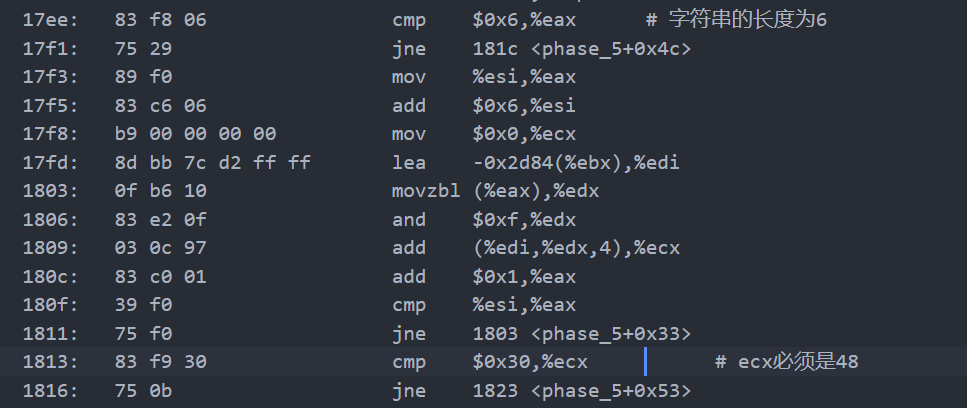 17ee: 83 f8 06 cmp $0x6,%eax # 字符串的长度为6
17f1: 75 29 jne 181c <phase_5+0x4c>
17f3: 89 f0 mov %esi,%eax
17f5: 83 c6 06 add $0x6,%esi
17f8: b9 00 00 00 00 mov $0x0,%ecx
17fd: 8d bb 7c d2 ff ff lea -0x2d84(%ebx),%edi
1803: 0f b6 10 movzbl (%eax),%edx
1806: 83 e2 0f and $0xf,%edx
1809: 03 0c 97 add (%edi,%edx,4),%ecx
180c: 83 c0 01 add $0x1,%eax
180f: 39 f0 cmp %esi,%eax
1811: 75 f0 jne 1803 <phase_5+0x33>
1813: 83 f9 30 cmp $0x30,%ecx # ecx必须是48
1816: 75 0b jne 1823 <phase_5+0x53>